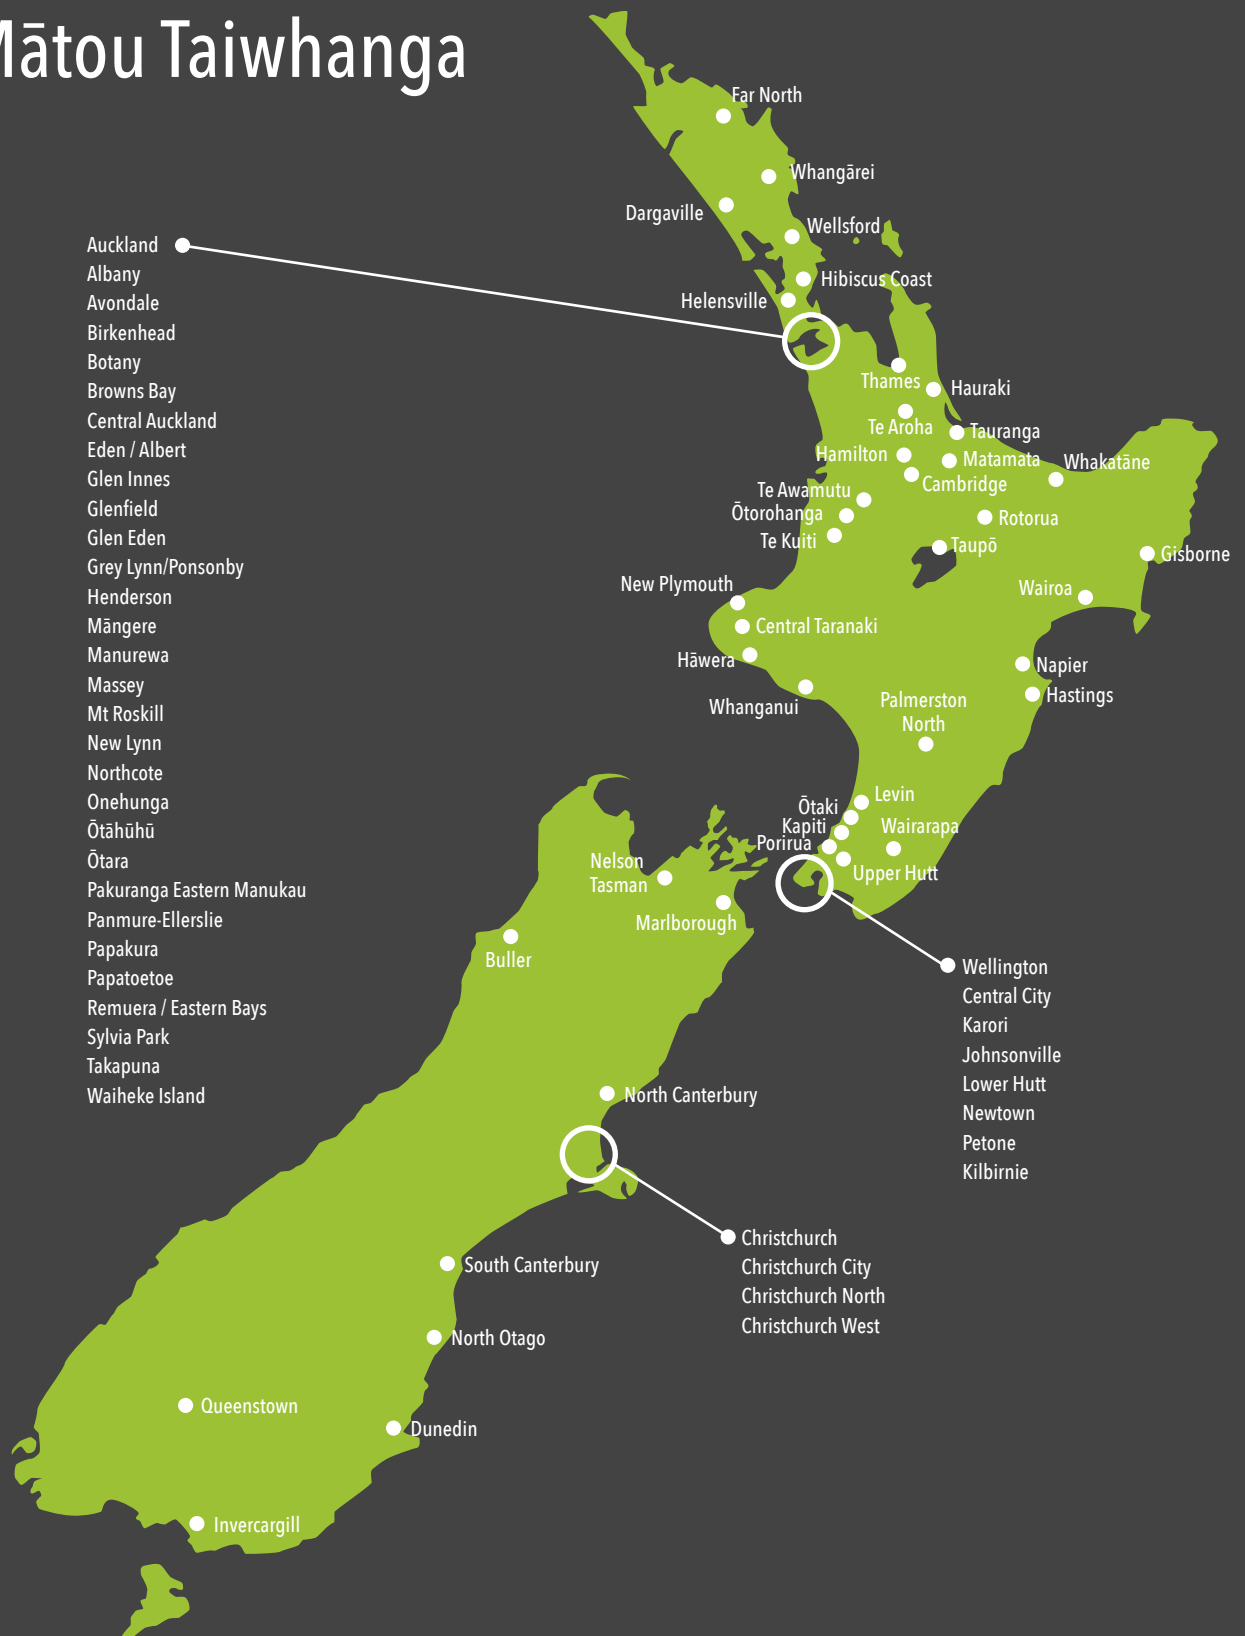 Mātou Taiwhanga
Far North
Whangārei
Dargaville
Wellsford
Hibiscus Coast
Helensville
Auckland
Albany
Avondale
Birkenhead
Botany
Browns Bay
Central Auckland
Eden / Albert
Glen Innes
Glenfield
Glen Eden
Grey Lynn/Ponsonby
Henderson
Māngere
Manurewa
Massey
Mt Roskill
New Lynn
Northcote
Onehunga
Ōtāhūhū
Ōtara
Pakuranga Eastern Manukau
Panmure-Ellerslie
Papakura
Papatoetoe
Remuera / Eastern Bays
Sylvia Park
Takapuna
Waiheke Island
Thames
Hauraki
Te Aroha
Tauranga
Hamilton
Matamata
Whakatāne
Cambridge
Te Awamutu
Ōtorohanga
Te Kuiti
Rotorua
Taupō
Gisborne
New Plymouth
Wairoa
Central Taranaki
Hāwera
Napier
Whanganui
Hastings
Palmerston
North
Levin
Ōtaki
Kapiti
Wairarapa
Porirua
Upper Hutt
Nelson
Tasman
Marlborough
Buller
Wellington
Central City
Karori
Johnsonville
Lower Hutt
Newtown
Petone
Kilbirnie
North Canterbury
Christchurch
Christchurch City
Christchurch North
Christchurch West
South Canterbury
North Otago
Queenstown
Dunedin
Invercargill